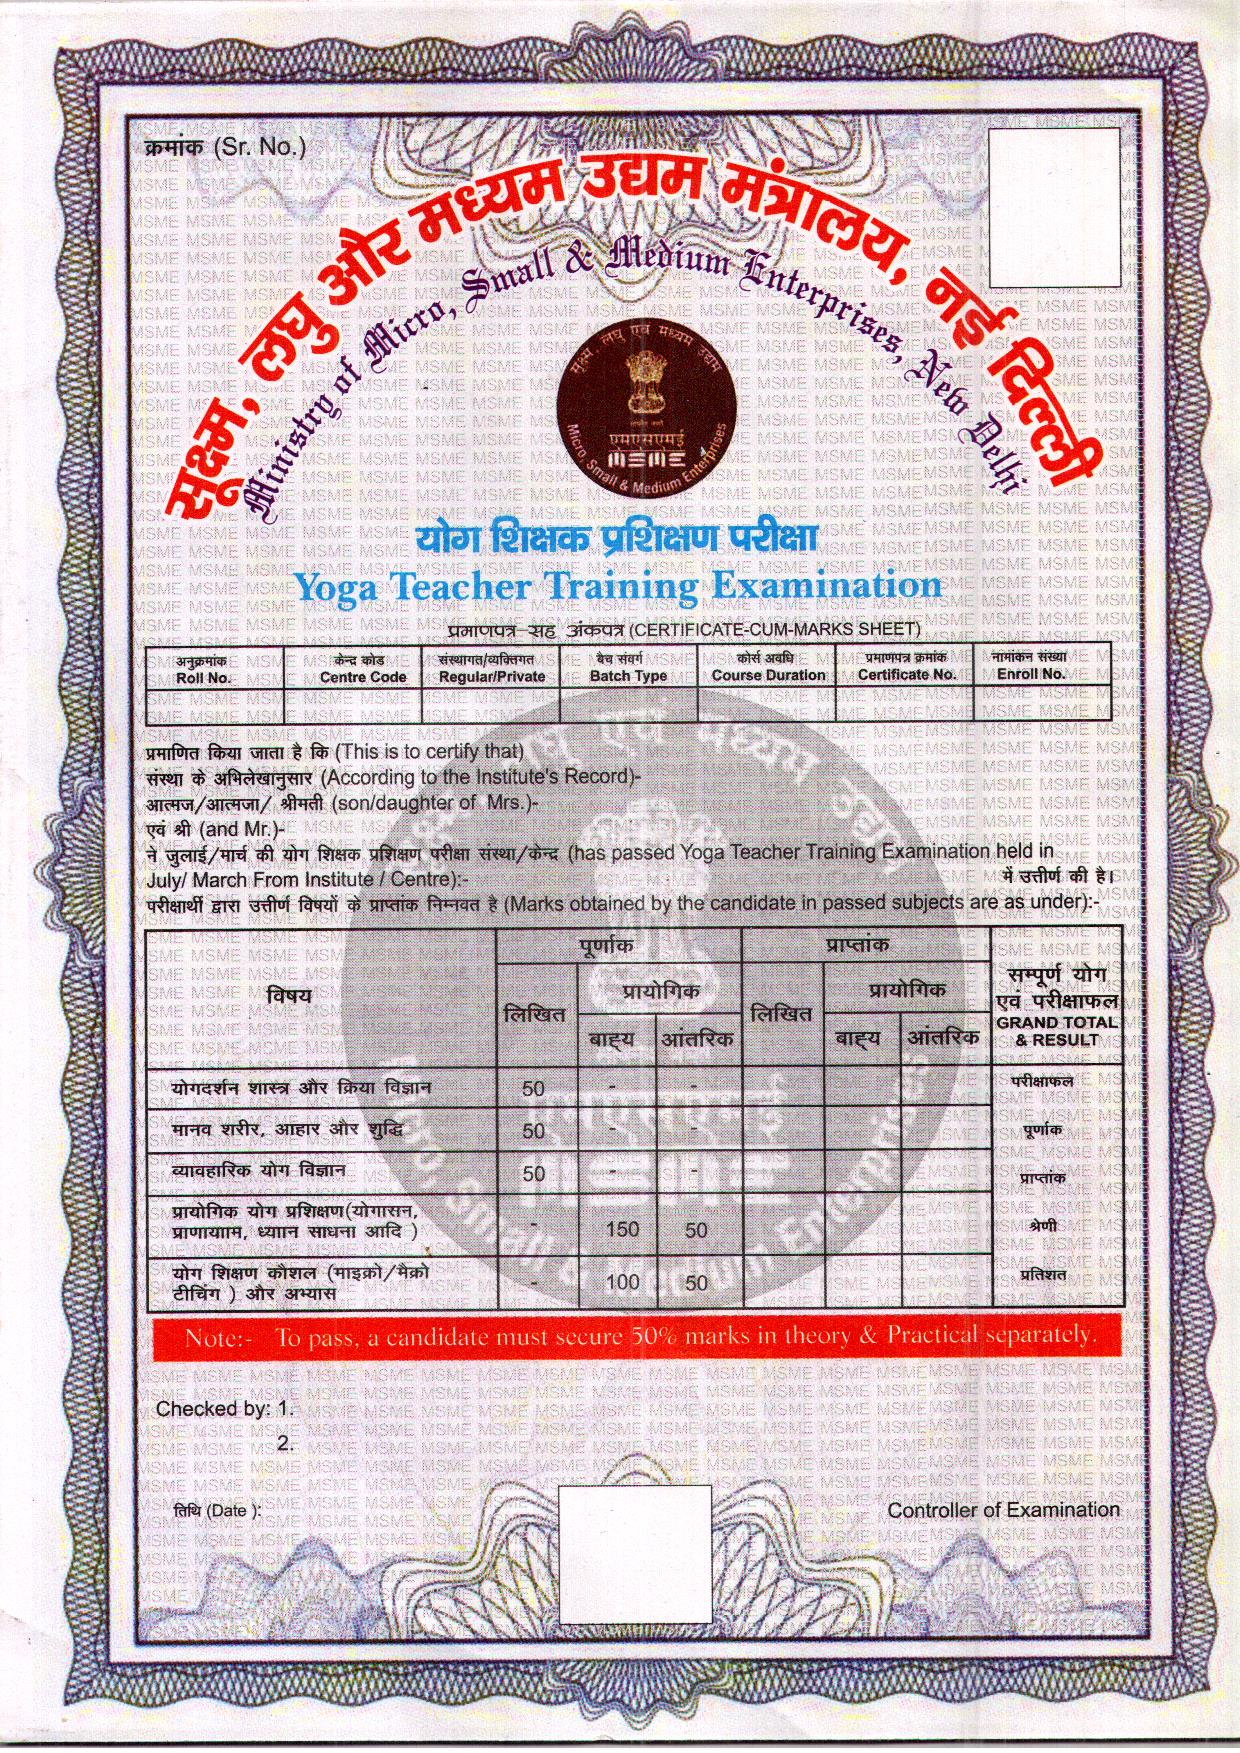 क्रमांक (Sr. No.)
सूक्ष्म, लघु और मध्यम उद्यम मंत्रालय, नई दिल्ली
Ministry of Micro, Small & Medium Enterprises, New Delhi
सूक्ष्म, लघु एवं मध्यम उद्यम
सत्यमेव जयते
एमएसएमई
MSME
Micro, Small & Medium Enterprises
योग शिक्षक प्रशिक्षण परीक्षा
Yoga Teacher Training Examination
प्रमाणपत्र सह अंकपत्र (CERTIFICATE-CUM-MARKS SHEET)
अनुक्रमांक केन्द्र कोड संस्थागत/व्यक्तिगत बैच संवर्ग कोर्स अवधि प्रमाणपत्र क्रमांक नामांकन संख्या
Roll No. Centre Code Regular/Private Batch Type Course Duration Certificate No. Enroll No.
प्रमाणित किया जाता है कि (This is to certify that)
संस्था के अभिलेखानुसार (According to the Institute's Record)-
आत्मज/आत्मजा/ श्रीमती (son/daughter of Mrs.)-
एवं श्री (and Mr.)-
ने जुलाई/मार्च की योग शिक्षक प्रशिक्षण परीक्षा संस्था/केन्द्र (has passed Yoga Teacher Training Examination held in
July/ March From Institute / Centre):- में उत्तीर्ण की है।
परीक्षार्थी द्वारा उत्तीर्ण विषयों के प्राप्तांक निम्नवत है (Marks obtained by the candidate in passed subjects are as under):-
विषय पूर्णाक प्राप्तांक सम्पूर्ण योग
एवं परीक्षाफल
GRAND TOTAL
& RESULT
लिखित प्रायोगिक लिखित प्रायोगिक
बाह्य आंतरिक बाह्य आंतरिक
योगदर्शन शास्त्र और क्रिया विज्ञान 50 - - परीक्षाफल
मानव शरीर, आहार और शुद्धि 50 - - पूर्णाक
व्यावहारिक योग विज्ञान 50 - - प्राप्तांक
प्रायोगिक योग प्रशिक्षण(योगासन,
प्राणायाम, ध्यान साधना आदि ) - 150 50 श्रेणी
योग शिक्षण कौशल (माइक्रो/मैक्रो
टीचिंग ) और अभ्यास - 100 50 प्रतिशत
Note:- To pass, a candidate must secure 50% marks in theory & Practical separately.
Checked by: 1.
2.
तिथि (Date ):
Controller of Examination